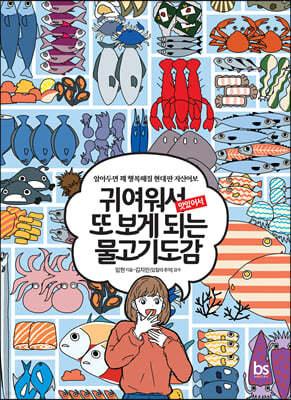 알아두면 꽤 행복해질 현대판 자산어보
귀여워서
맛있어서
또 보게 되는
물고기도감
임현 지음·김지민(입질의 추억) 감수
bs